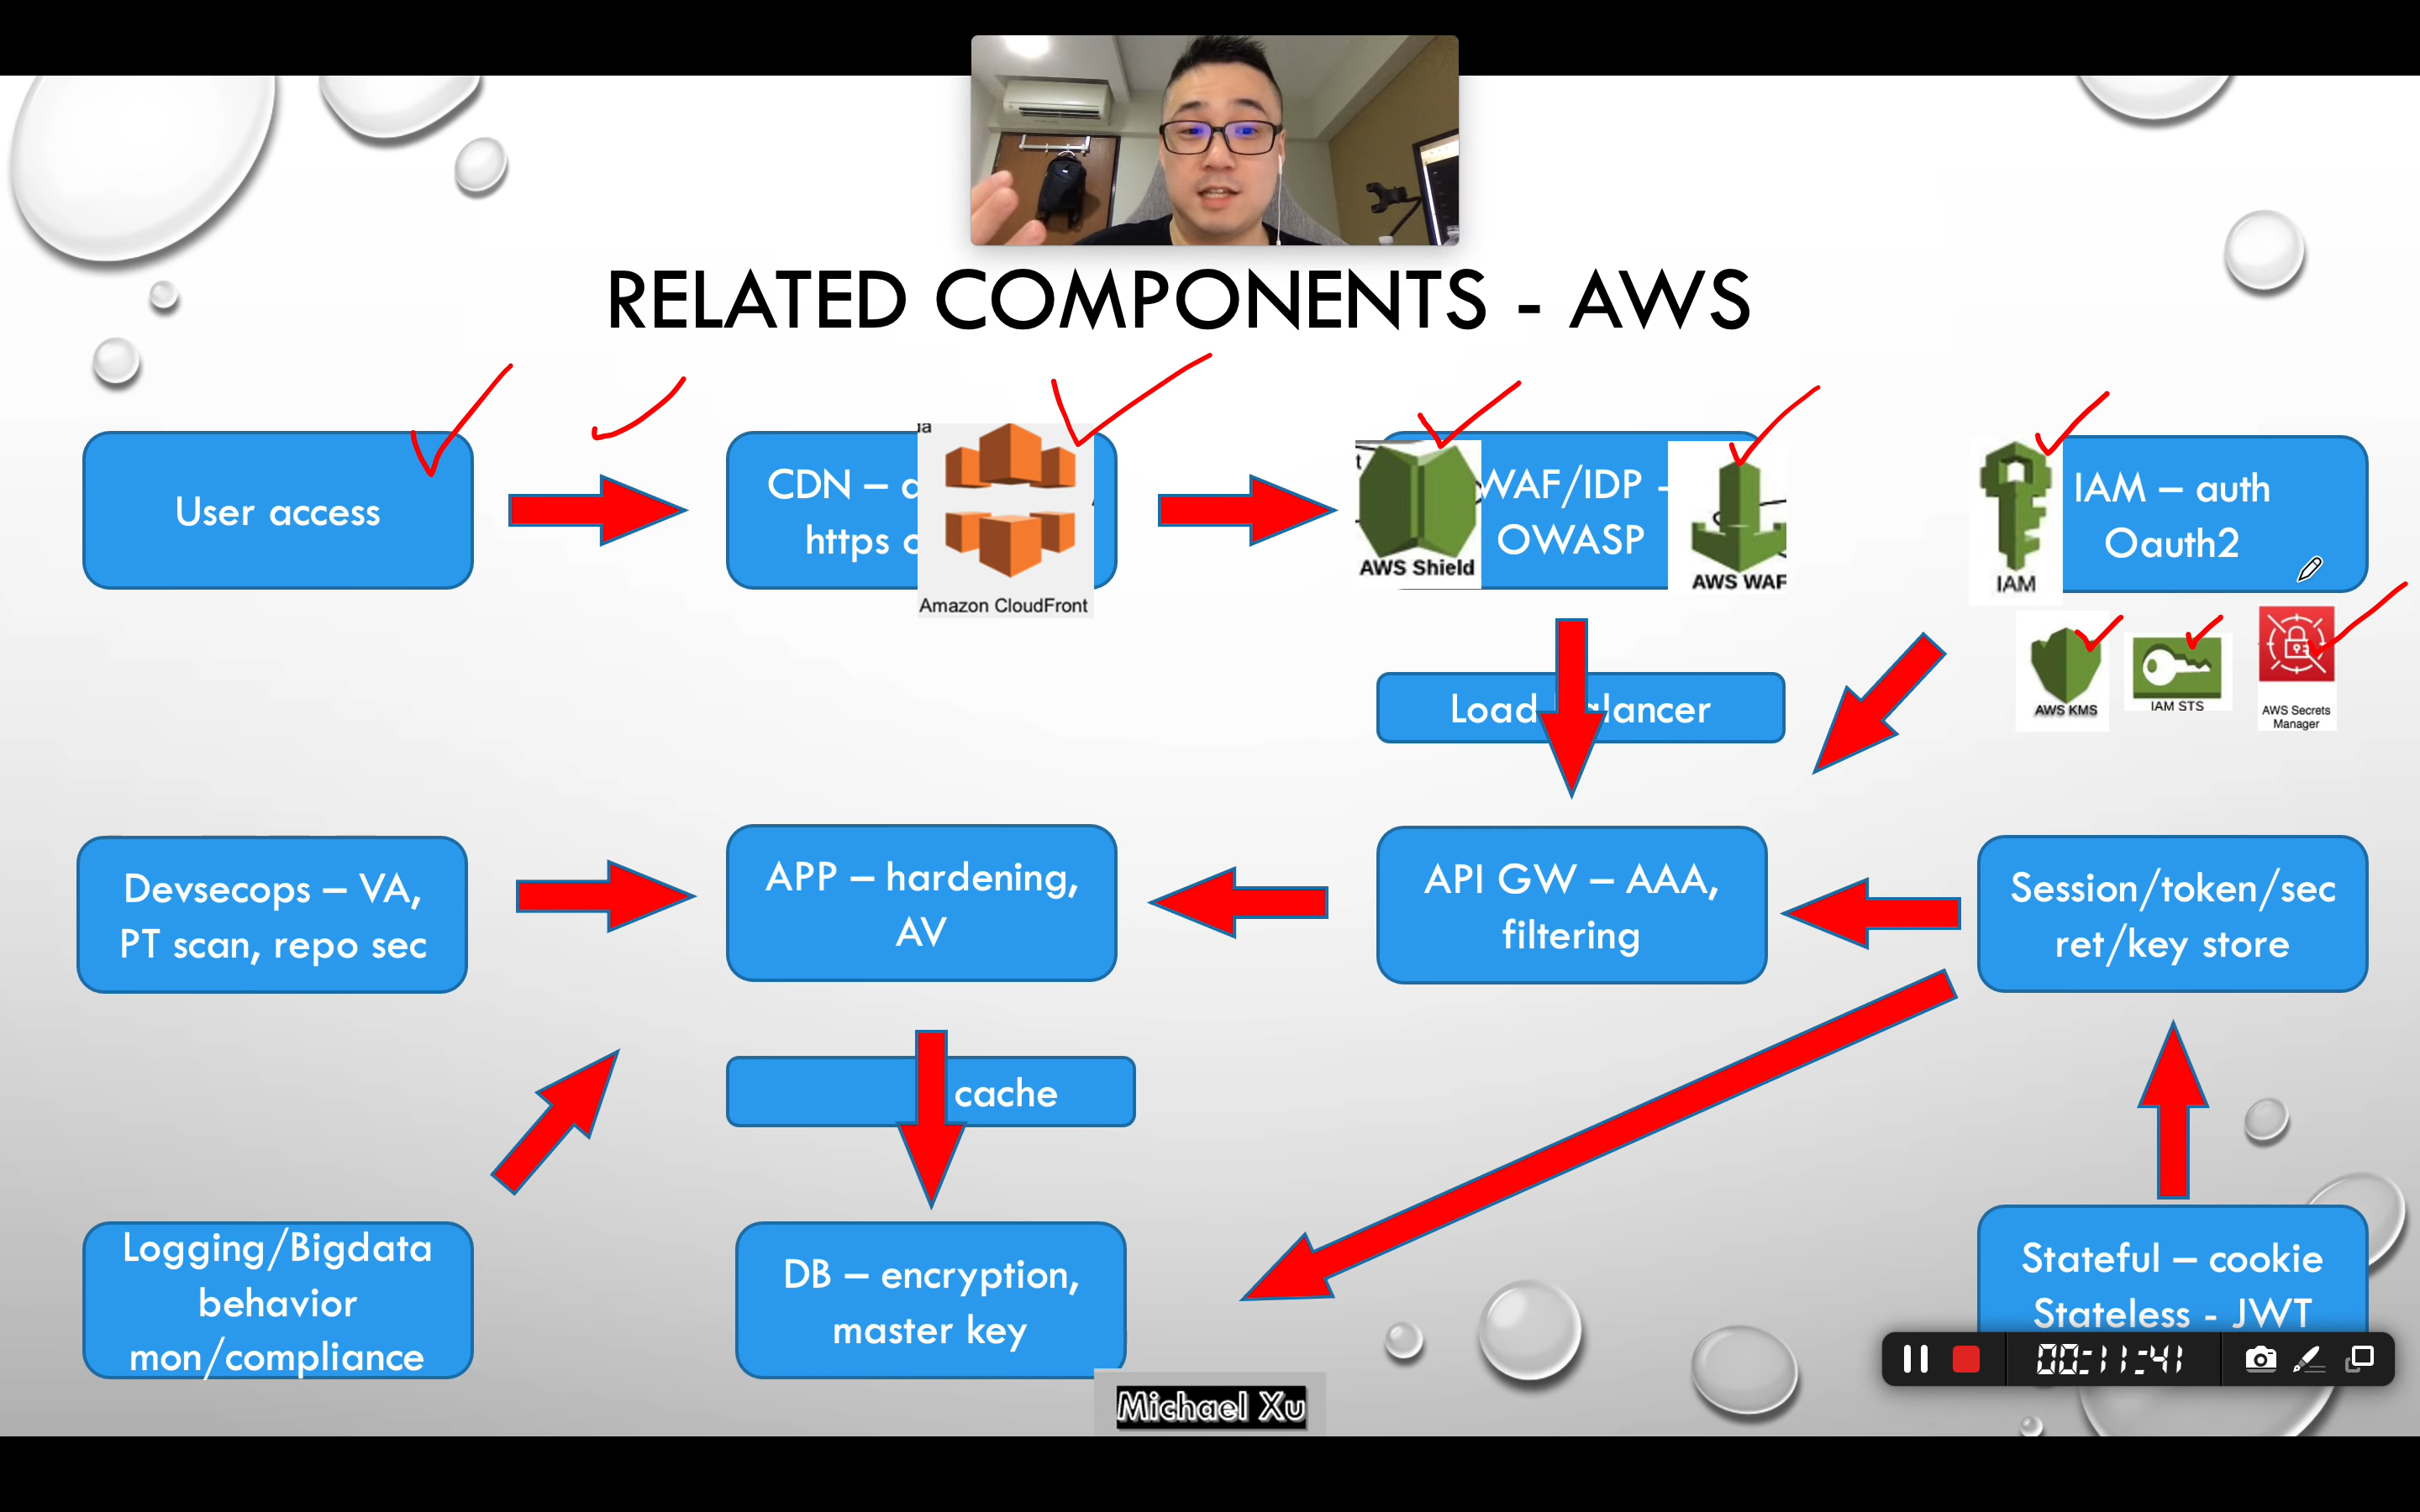 RELATED COMPONENTS - AWS
User access
CDN –
https
Amazon CloudFront
AWS Shield
WAF/IDP -
OWASP
AWS WAF
IAM
IAM – auth
Oauth2
AWS KMS
IAM STS
AWS Secrets
Manager
Load
alancer
Devsecops – VA,
PT scan, repo sec
APP – hardening,
AV
API GW – AAA,
filtering
Session/token/sec
ret/key store
cache
Logging/Bigdata
behavior
mon/compliance
DB – encryption,
master key
Stateful – cookie
Stateless - JWT
00:11:41
Michael Xu